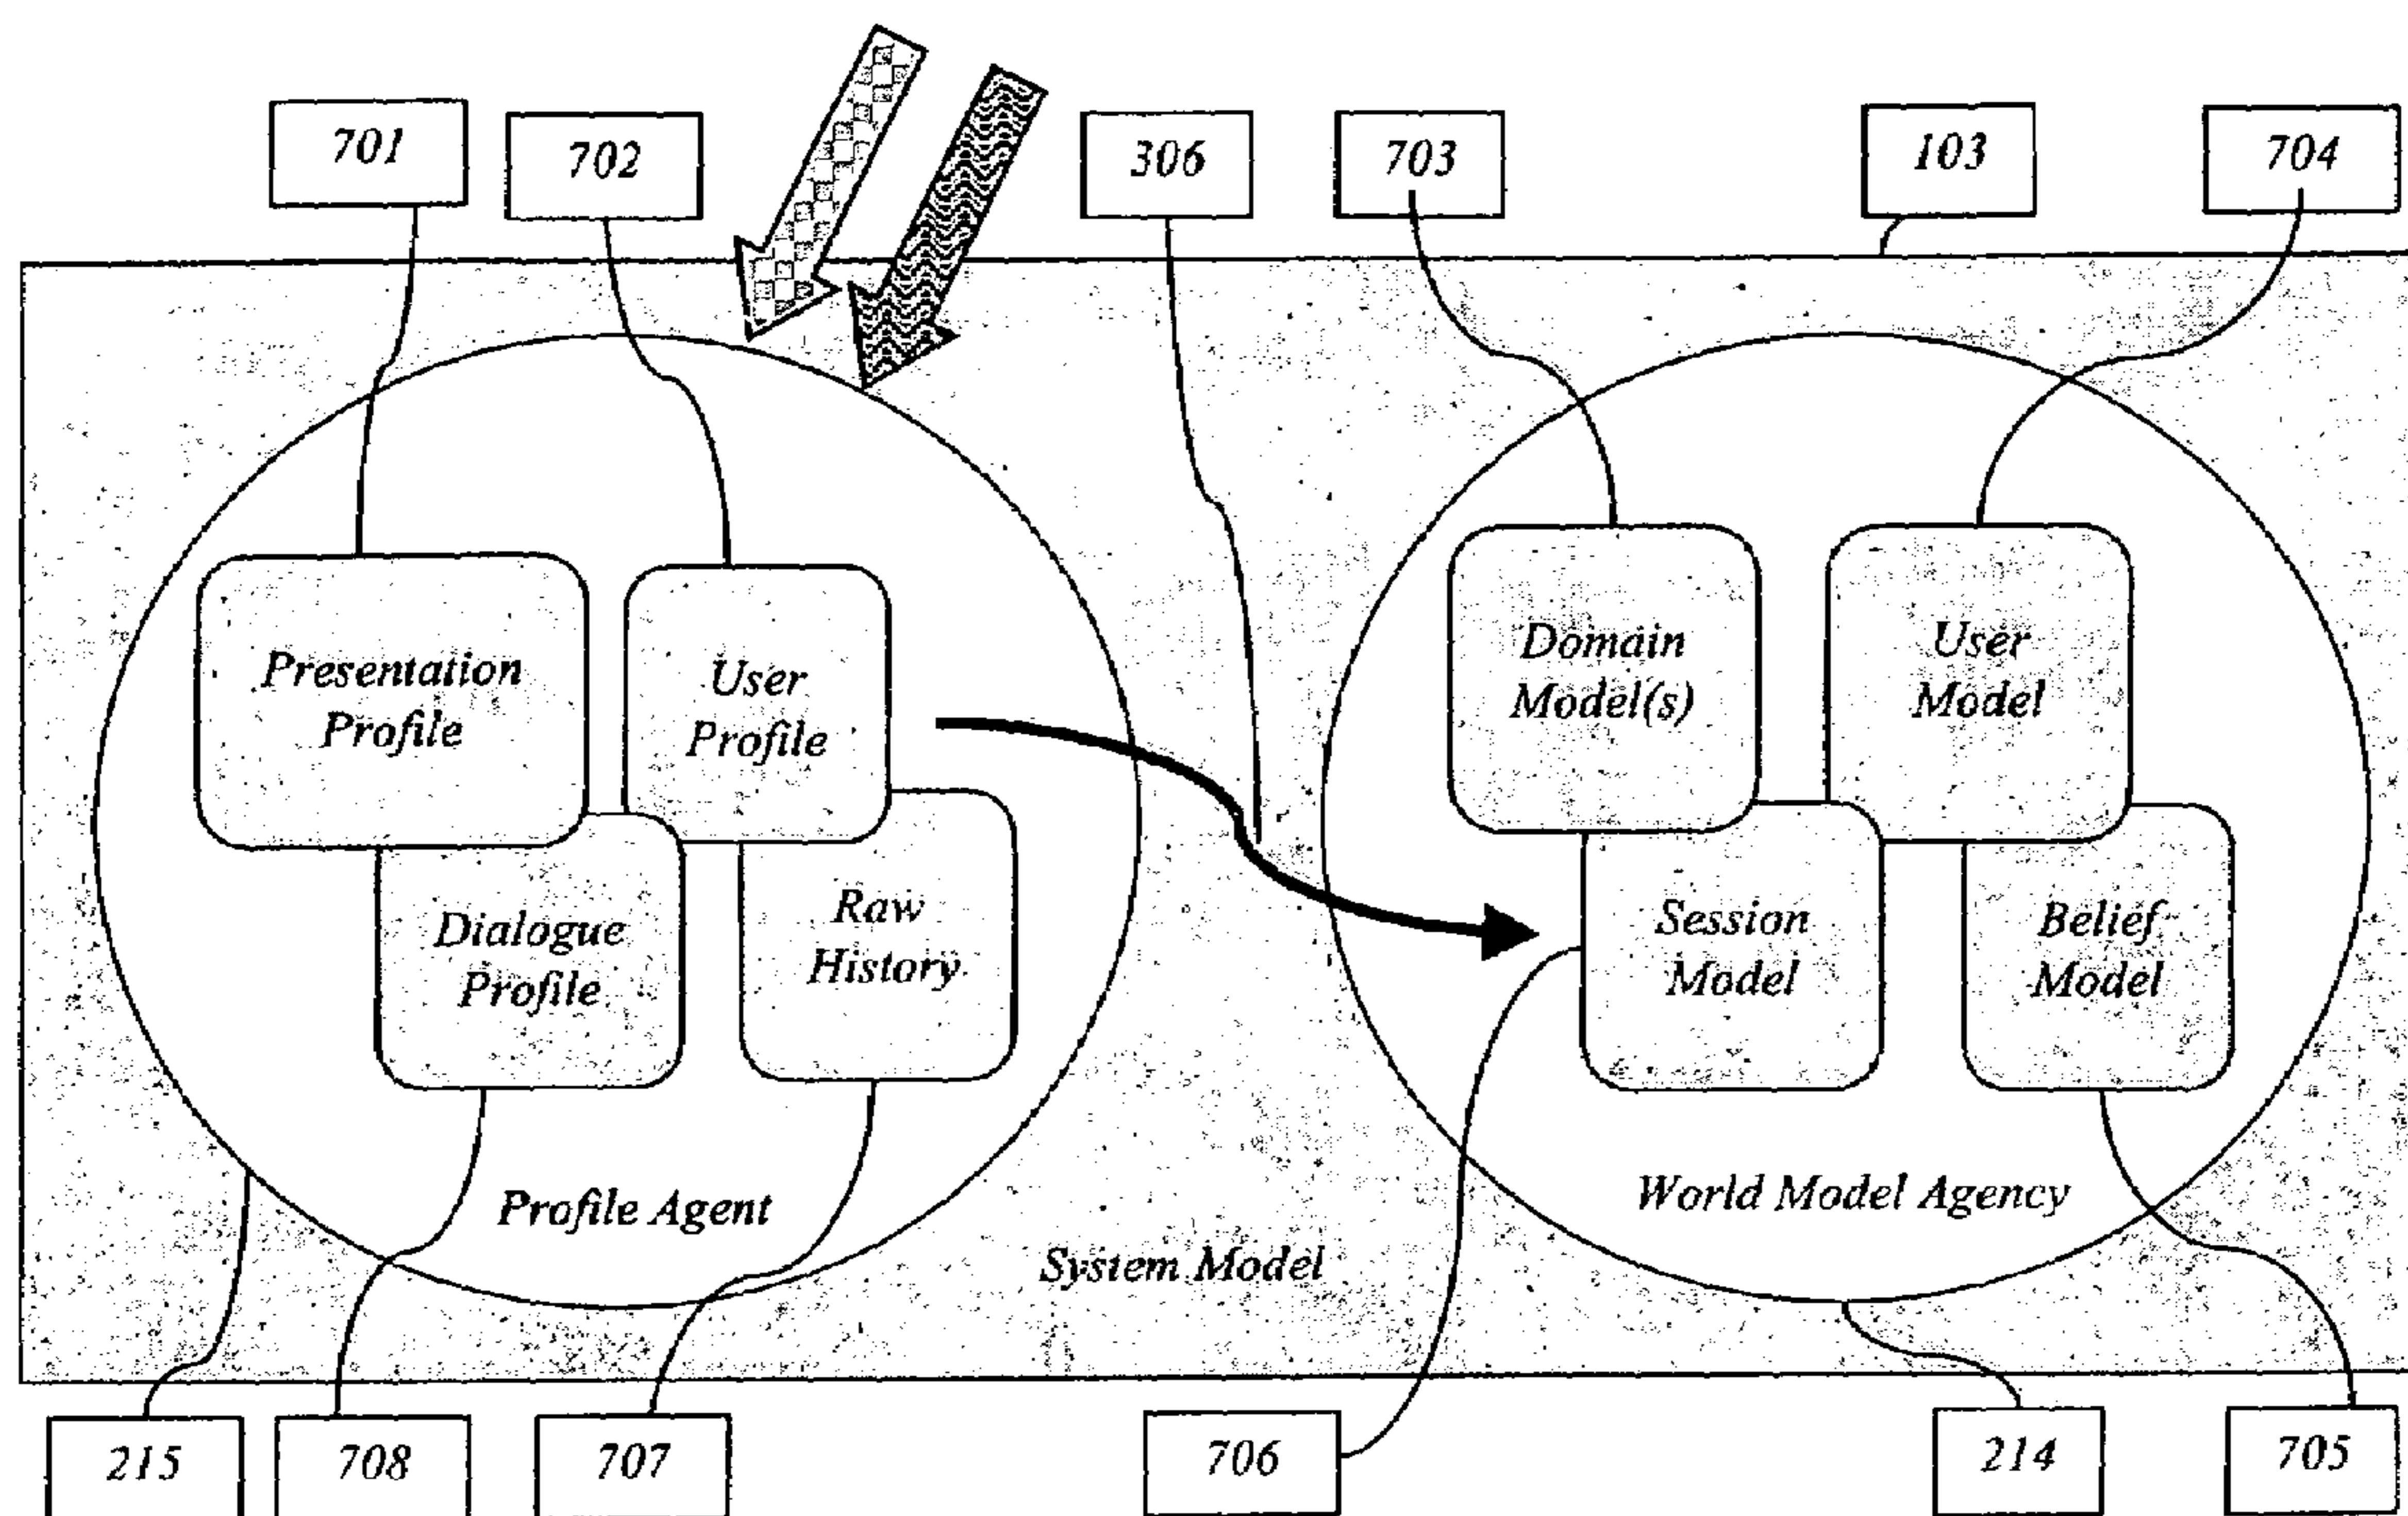 701
702
306
703
103
704
Presentation
Profile
User
Profile
Domain
Model(s)
User
Model
Dialogue
Profile
Raw
History
Session
Model
Belief
Model
Profile Agent
World Model Agency
System Model
215
708
707
706
214
705